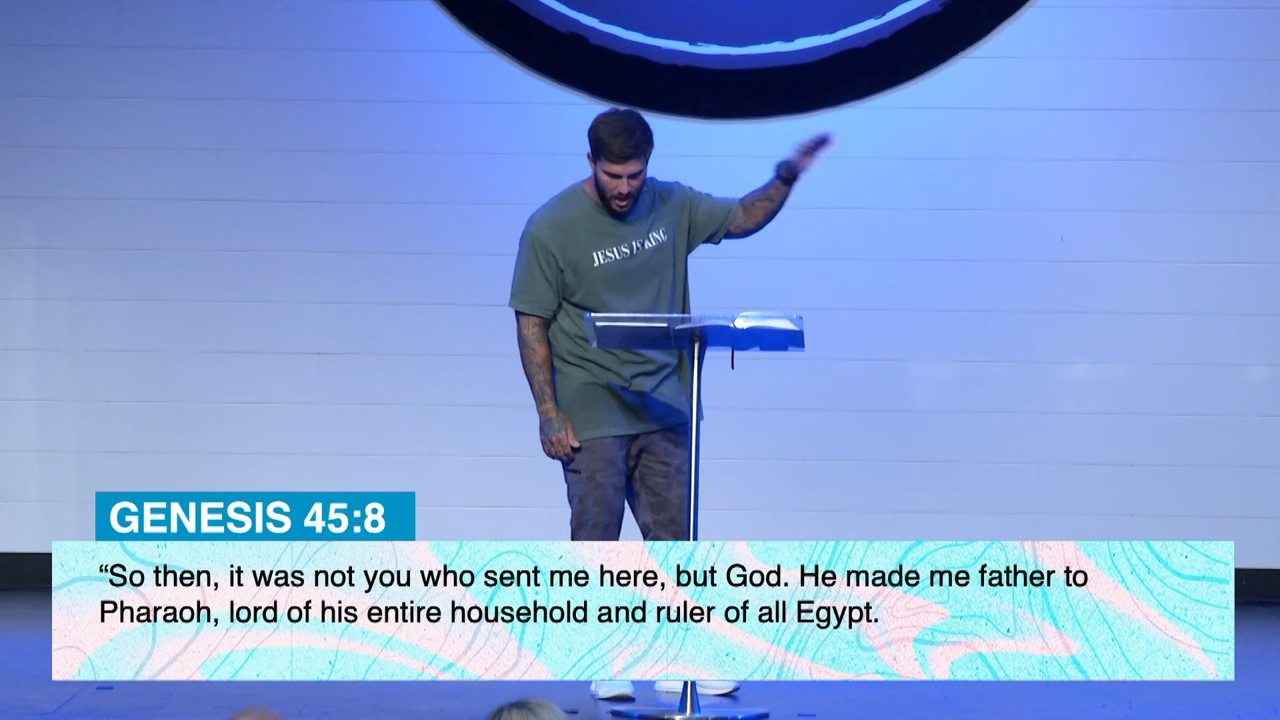 JESUS IS KING
GENESIS 45:8
“So then, it was not you who sent me here, but God. He made me father to
Pharaoh, lord of his entire household and ruler of all Egypt.